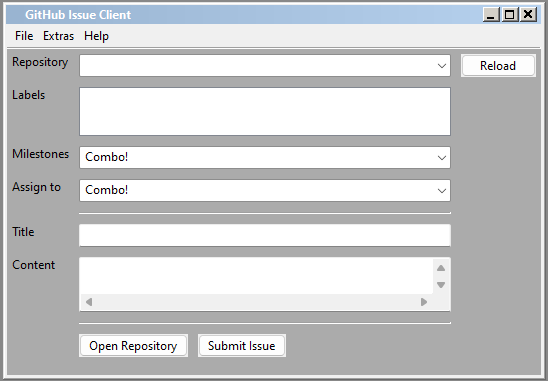 GitHub Issue Client
File Extras Help
Repository Reload
Labels
Milestones Combo!
Assign to Combo!
Title
Content
Open Repository Submit Issue